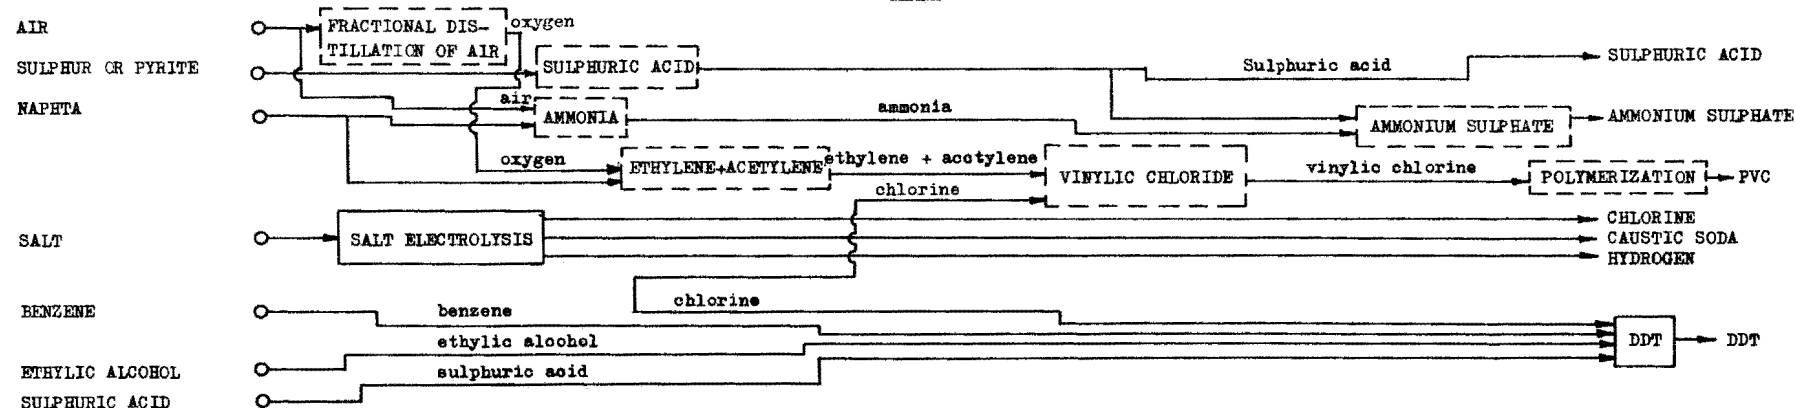 AIR
FRACTIONAL DIS-
TILLATION OF AIR
oxygen
SULPHUR OR PYRITE
SULPHURIC ACID
Sulphuric acid
SULPHURIC ACID
NAPHTA
air
AMMONIA
ammonia
AMMONIUM SULPHATE
AMMONIUM SULPHATE
oxygen
ETHYLENE+ACETYLENE
ethylene + acetylene
chlorine
VINYLIC CHLORIDE
vinylic chlorine
POLYMERIZATION
PVC
SALT
SALT ELECTROLYSIS
CHLORINE
CAUSTIC SODA
HYDROGEN
BENZENE
benzene
chlorine
ethylic alcohol
DDT
DDT
ETHYLIC ALCOHOL
sulphuric acid
SULPHURIC ACID